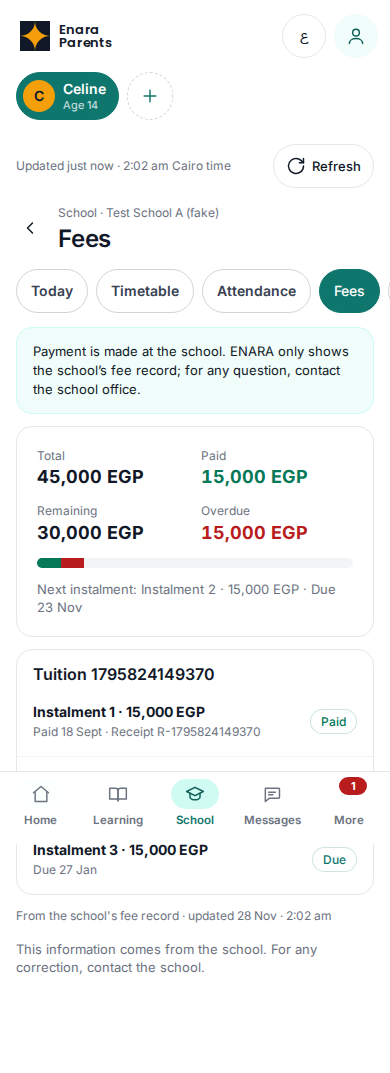 Enara
Parents
ع
C
Celine
Age 14
Updated just now · 2:02 am Cairo time
Refresh
School · Test School A (fake)
Fees
Today
Timetable
Attendance
Fees
Payment is made at the school. ENARA only shows
the school's fee record; for any question, contact
the school office.
Total
Paid
45,000 EGP
15,000 EGP
Remaining
Overdue
30,000 EGP
15,000 EGP
Next instalment: Instalment 2 · 15,000 EGP · Due
23 Nov
Tuition 1795824149370
Instalment 1 · 15,000 EGP
Paid
Paid 18 Sept · Receipt R-1795824149370
1
Home
Learning
School
Messages
More
Instalment 3 · 15,000 EGP
Due
Due 27 Jan
From the school's fee record · updated 28 Nov · 2:02 am
This information comes from the school. For any
correction, contact the school.